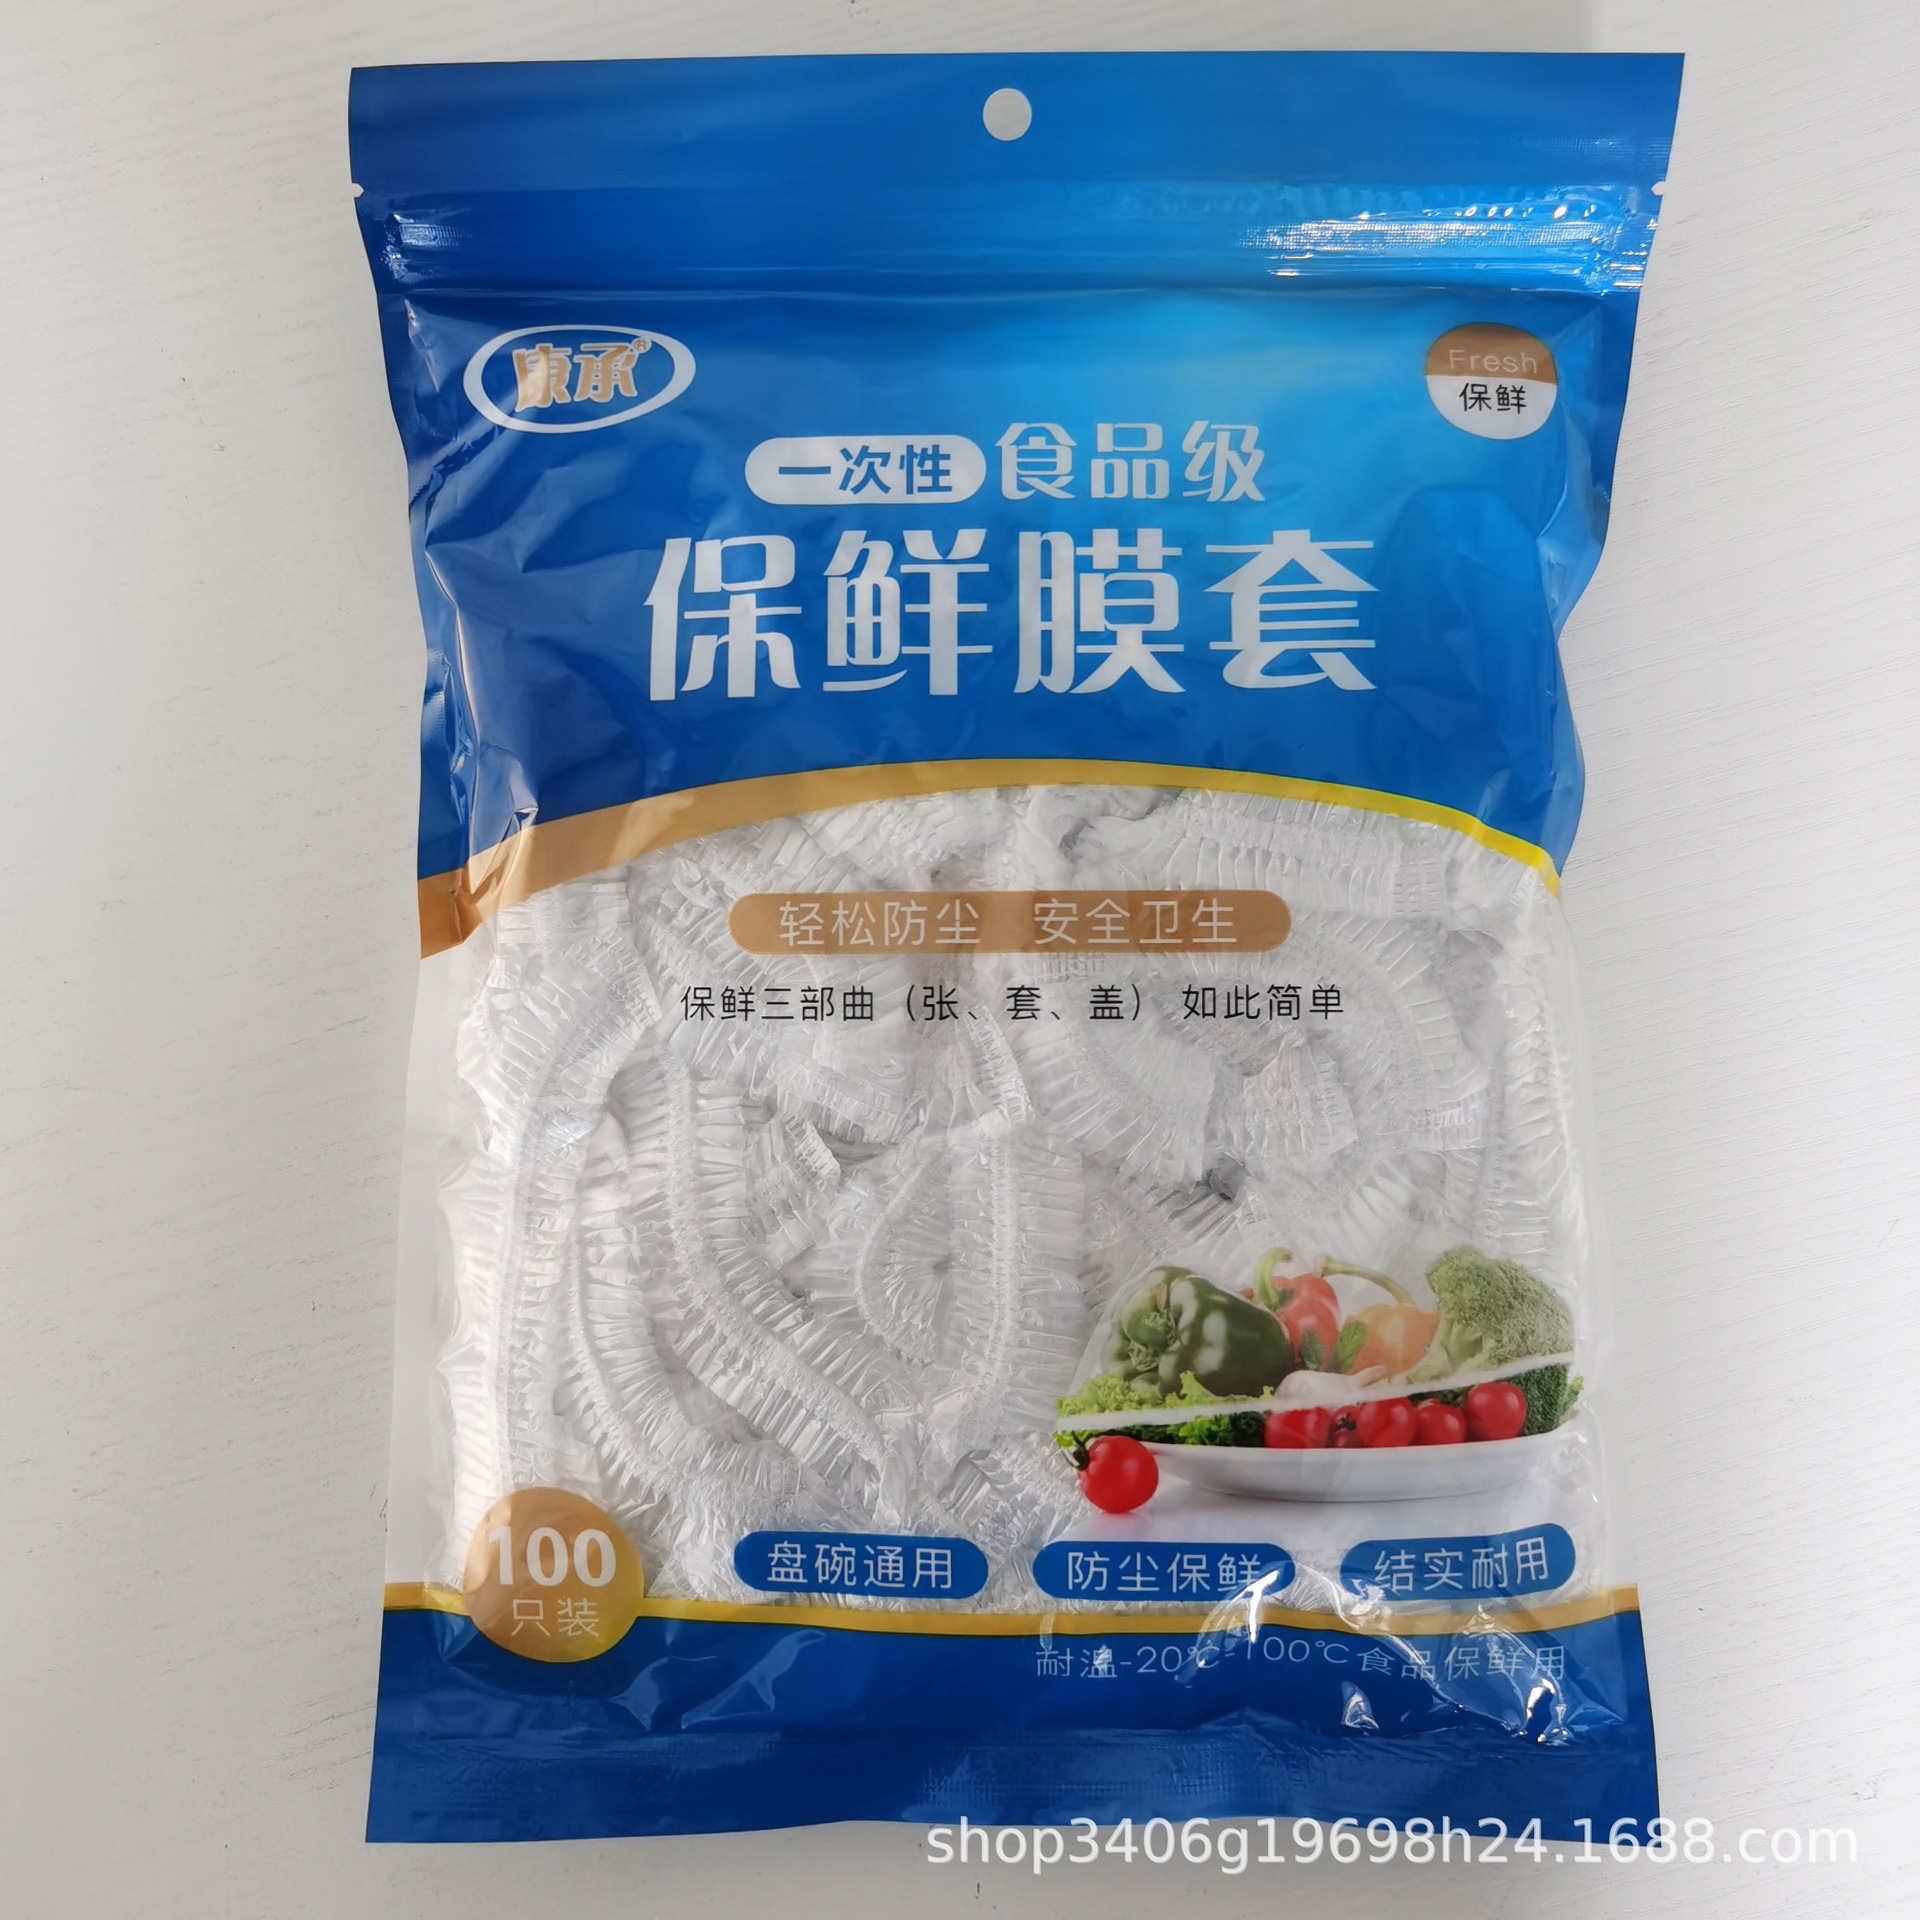 康承®
Fresh
保鲜
一次性 食品级
保鲜膜套
轻松防尘 安全卫生
保鲜三部曲（张、套、盖） 如此简单
100
只装
盘碗通用 防尘保鲜 结实耐用
耐温-20℃-100℃食品保鲜用
shop3406g19698h24.1688.com